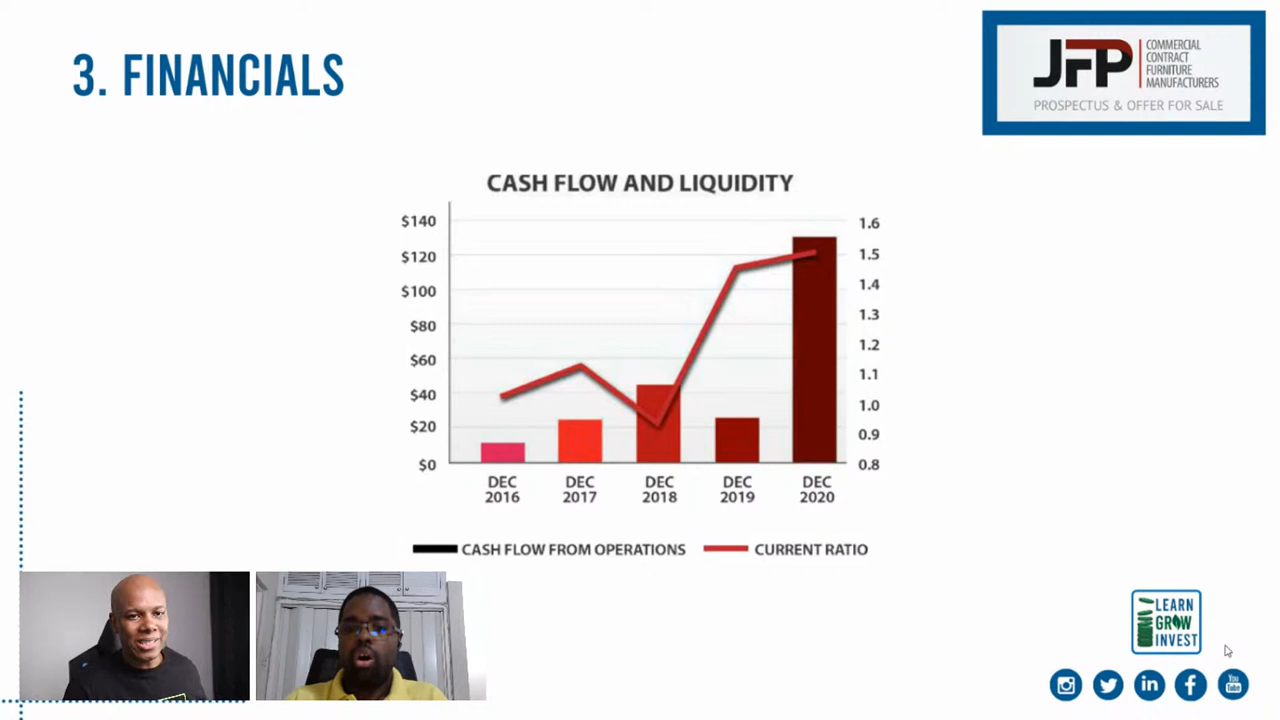 3. FINANCIALS
JFP
COMMERCIAL
CONTRACT
FURNITURE
MANUFACTURERS
PROSPECTUS & OFFER FOR SALE
CASH FLOW AND LIQUIDITY
$140
$120
$100
$80
$60
$40
$20
$0
1.6
1.5
1.4
1.3
1.2
1.1
1.0
0.9
0.8
DEC
2016
DEC
2017
DEC
2018
DEC
2019
DEC
2020
CASH FLOW FROM OPERATIONS
CURRENT RATIO
LEARN
GROW
INVEST
in
f
You
Tube